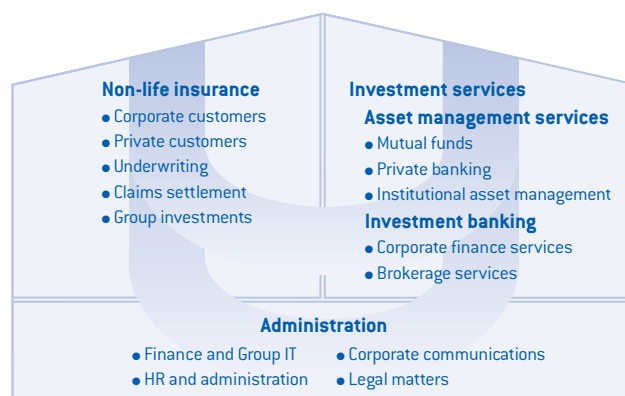 Non-life insurance
● Corporate customers
● Private customers
● Underwriting
● Claims settlement
● Group investments
Investment services
Asset management services
● Mutual funds
● Private banking
● Institutional asset management
Investment banking
● Corporate finance services
● Brokerage services
Administration
● Finance and Group IT
● HR and administration
● Corporate communications
● Legal matters